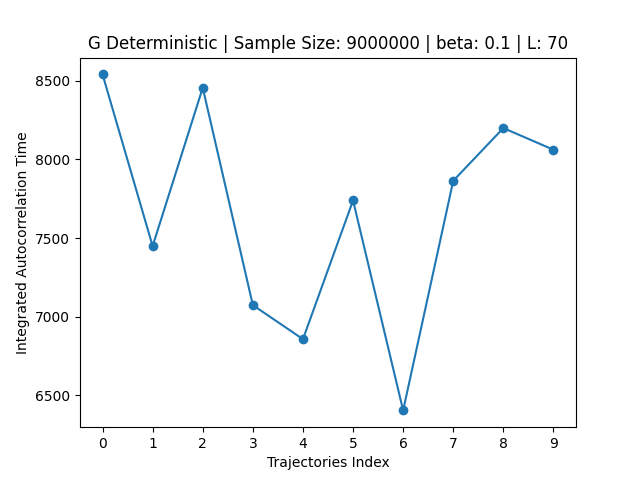 G Deterministic | Sample Size: 9000000 | beta: 0.1 | L: 70
Integrated Autocorrelation Time
8500
8000
7500
7000
6500
0 1 2 3 4 5 6 7 8 9
Trajectories Index